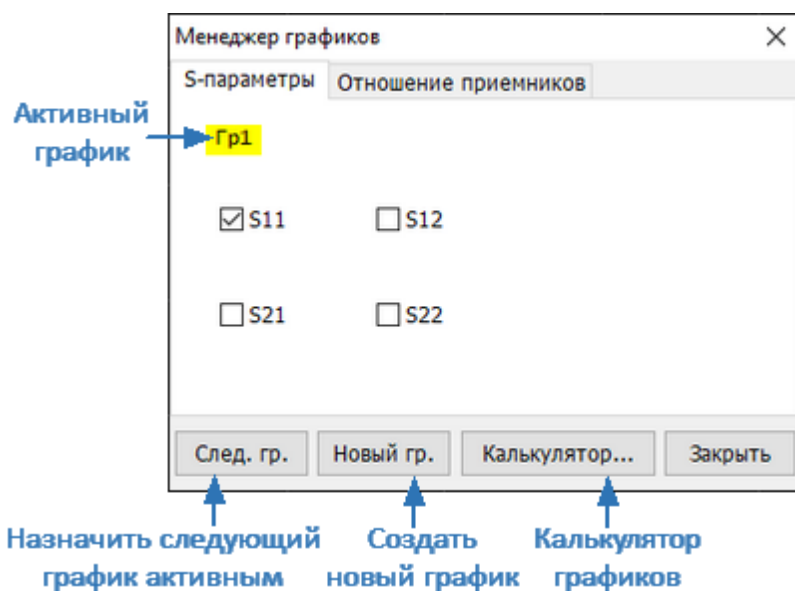 Менеджер графиков
S-параметры Отношение приемников
Активный
график
Гр1
S11 S12
S21 S22
След. гр. Новый гр. Калькулятор... Закрыть
Назначить следующий
график активным
Создать
новый график
Калькулятор
графиков